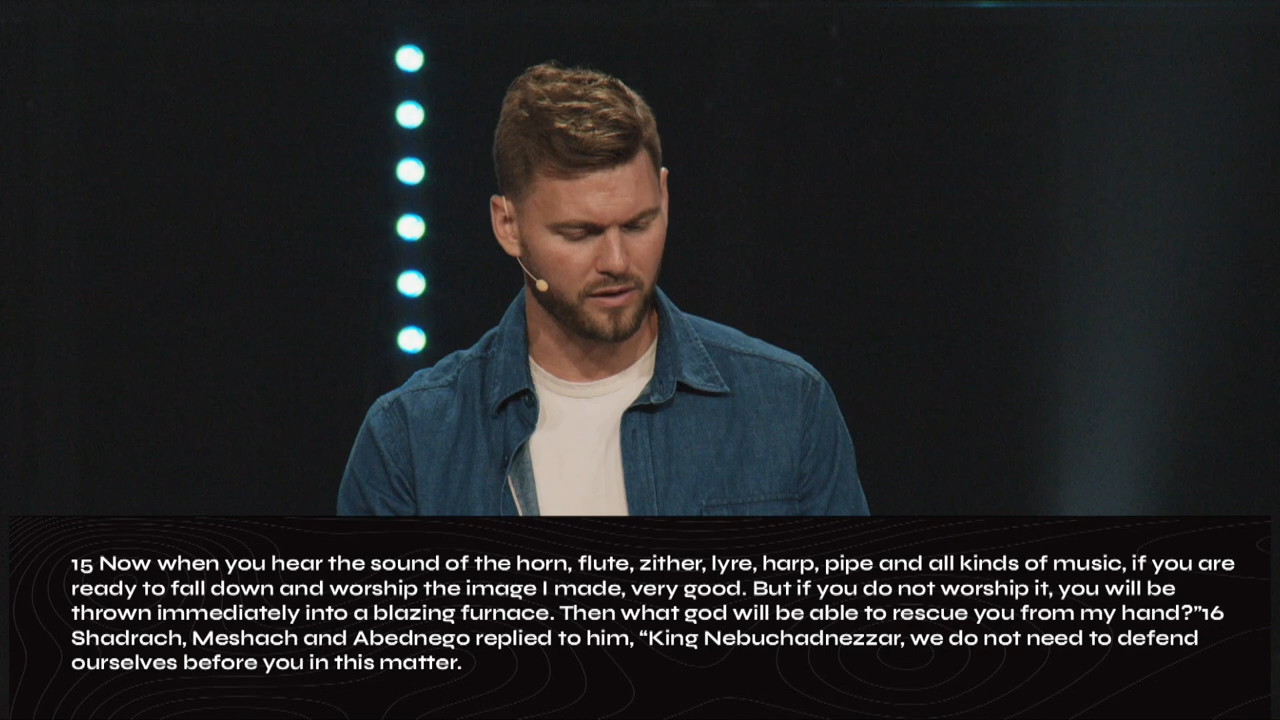 15 Now when you hear the sound of the horn, flute, zither, lyre, harp, pipe and all kinds of music, if you are
ready to fall down and worship the image I made, very good. But if you do not worship it, you will be
thrown immediately into a blazing furnace. Then what god will be able to rescue you from my hand?”16
Shadrach, Meshach and Abednego replied to him, “King Nebuchadnezzar, we do not need to defend
ourselves before you in this matter.